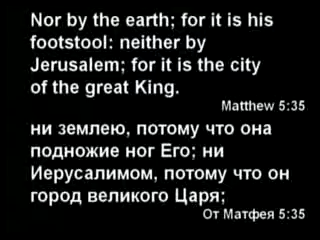 Nor by the earth; for it is his
footstool: neither by
Jerusalem; for it is the city
of the great King.
Matthew 5:35
ни землею, потому что она
подножие ног Его; ни
Иерусалимом, потому что он
город великого Царя;
От Матфея 5:35